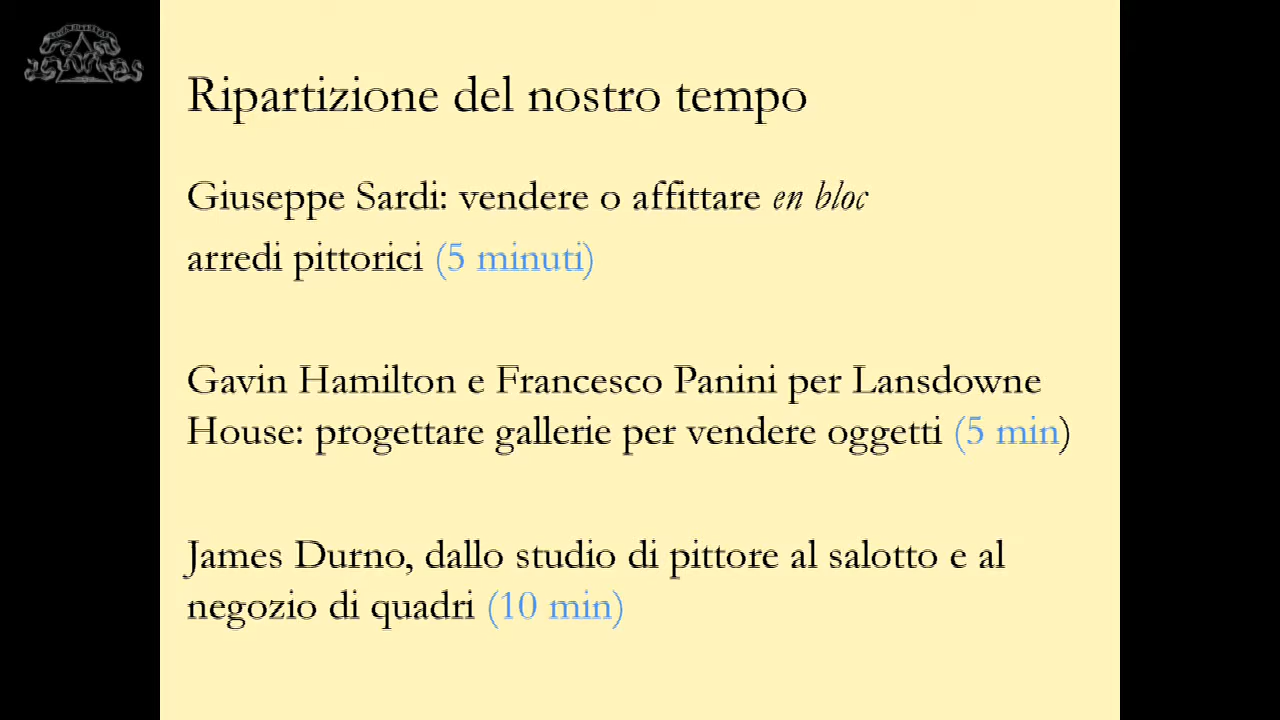 Ripartizione del nostro tempo
Giuseppe Sardi: vendere o affittare en bloc
arredi pittorici (5 minuti)
Gavin Hamilton e Francesco Panini per Lansdowne
House: progettare gallerie per vendere oggetti (5 min)
James Durno, dallo studio di pittore al salotto e al
negozio di quadri (10 min)